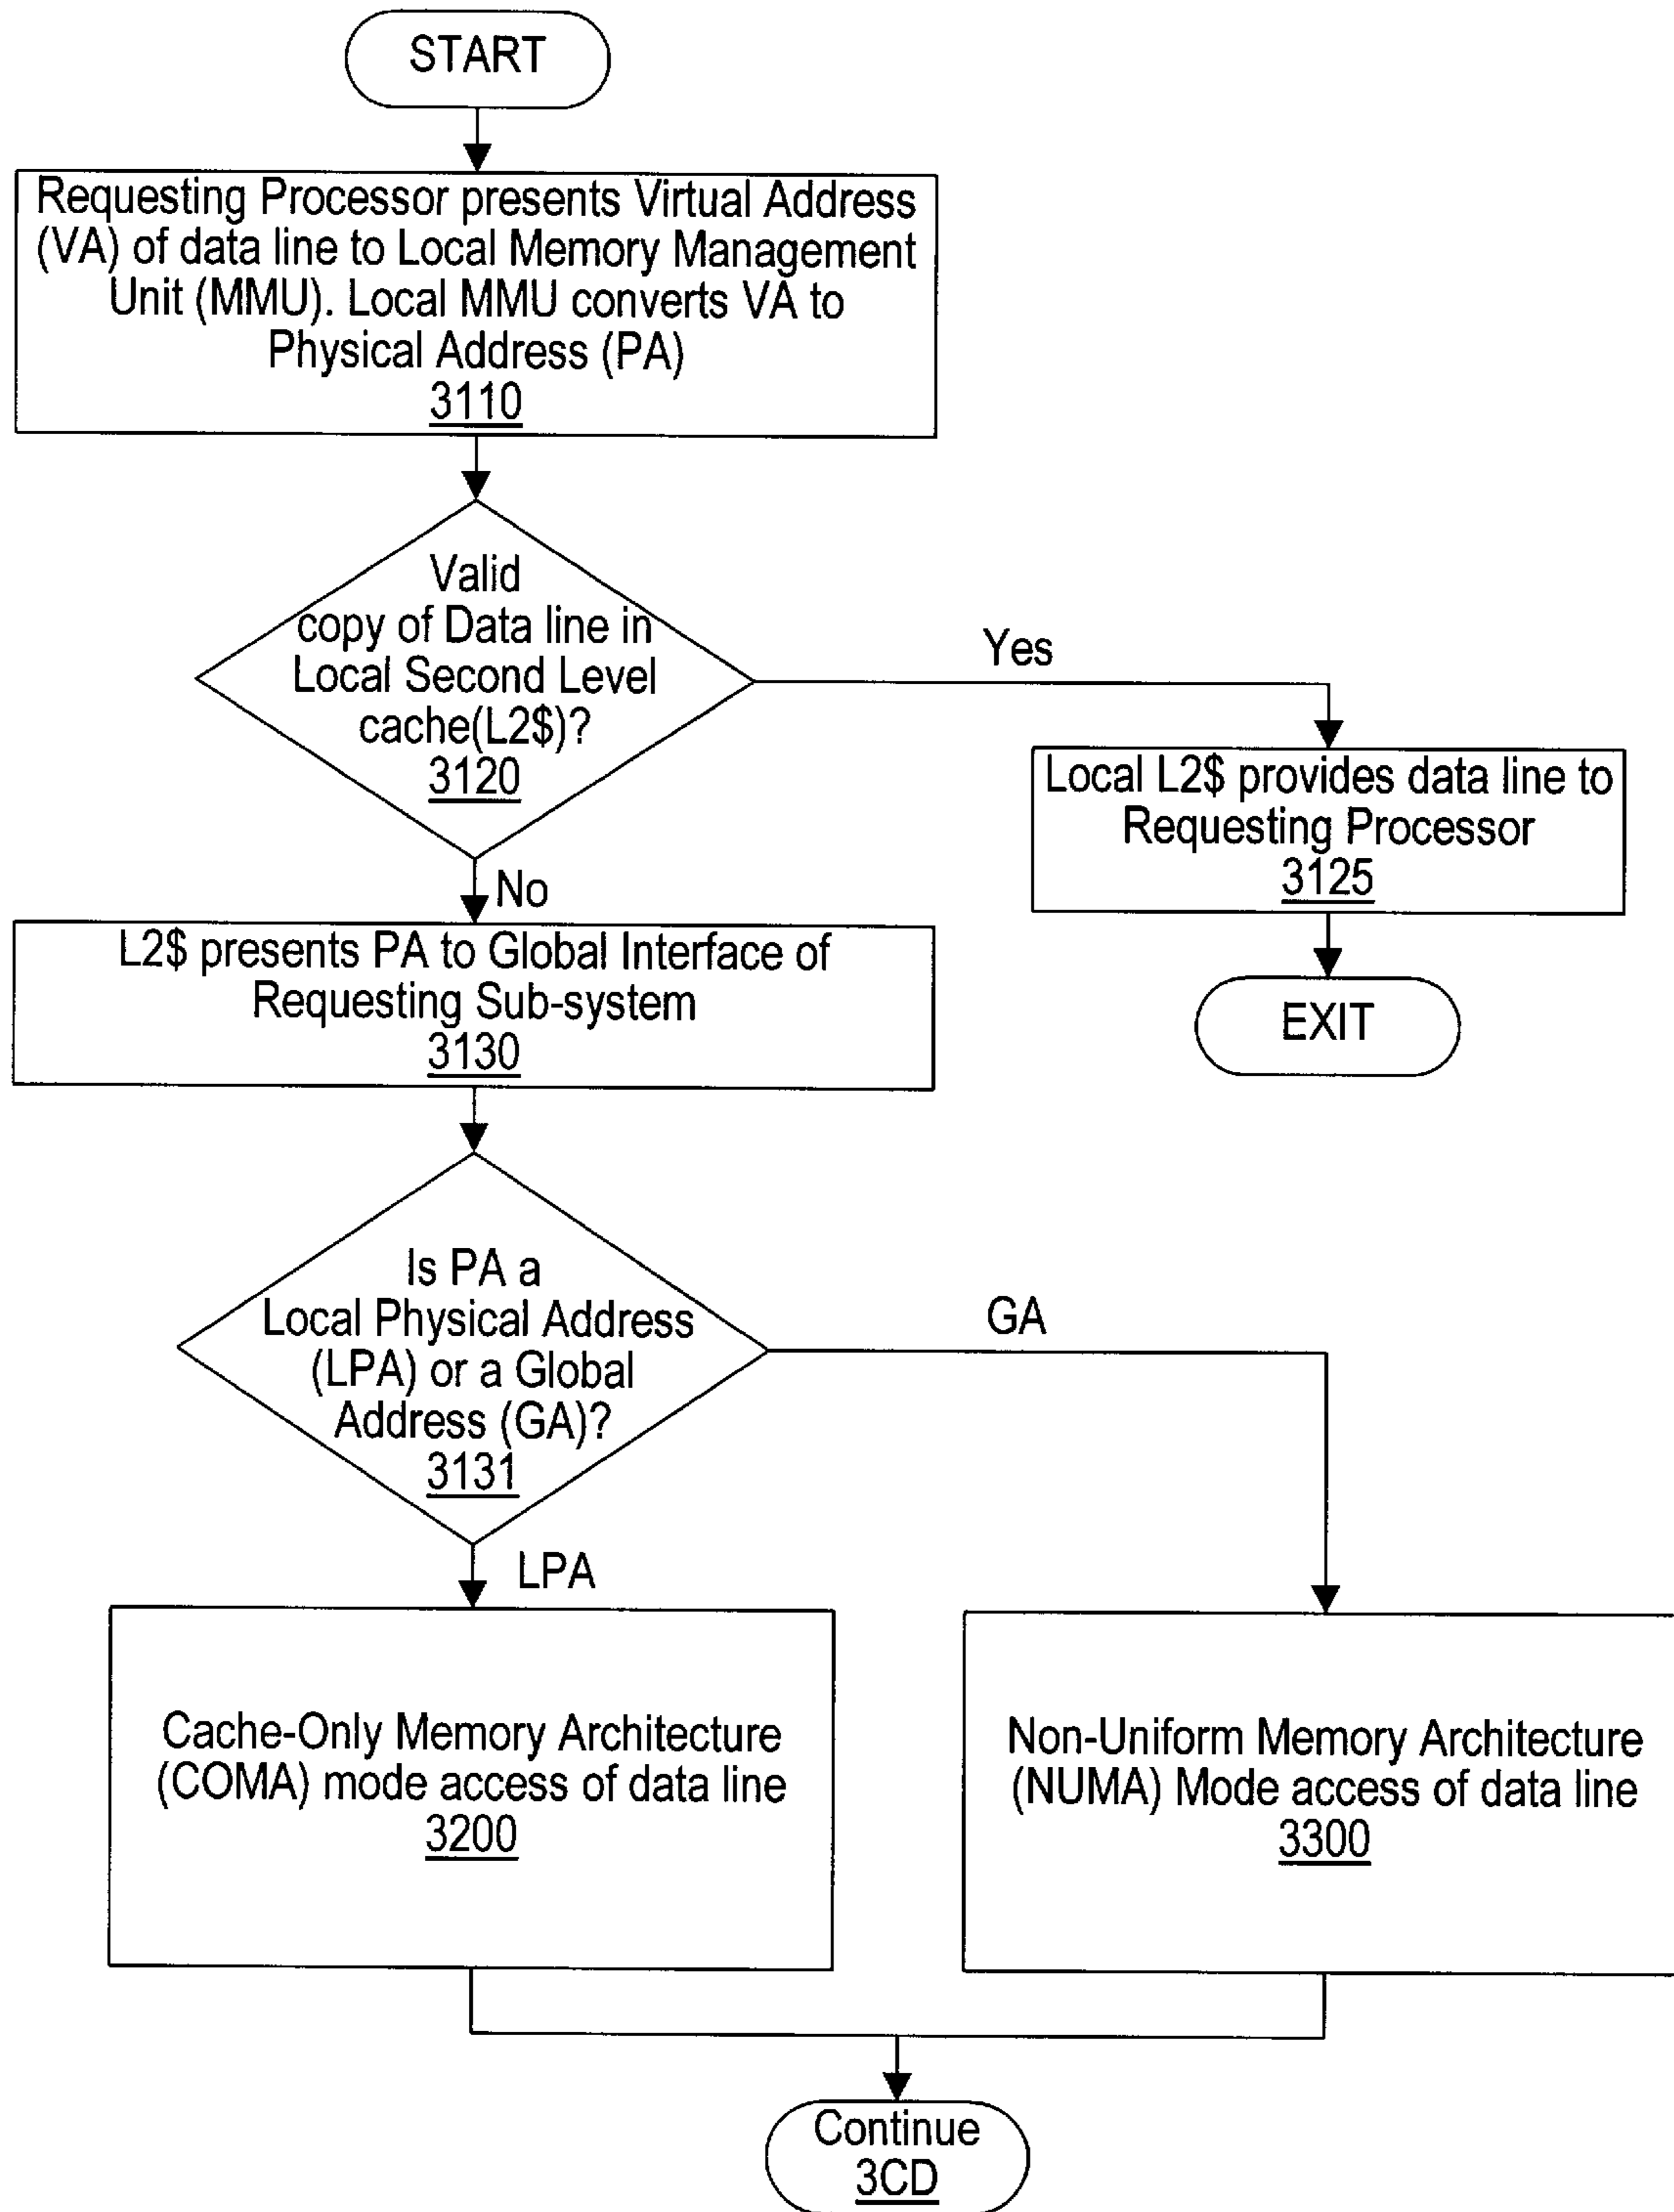 START
Requesting Processor presents Virtual Address
(VA) of data line to Local Memory Management
Unit (MMU). Local MMU converts VA to
Physical Address (PA)
3110
Valid
copy of Data line in
Local Second Level
cache(L2$)?
3120
Yes
Local L2$ provides data line to
Requesting Processor
3125
EXIT
No
L2$ presents PA to Global Interface of
Requesting Sub-system
3130
Is PA a
Local Physical Address
(LPA) or a Global
Address (GA)?
3131
GA
LPA
Cache-Only Memory Architecture
(COMA) mode access of data line
3200
Non-Uniform Memory Architecture
(NUMA) Mode access of data line
3300
Continue
3CD